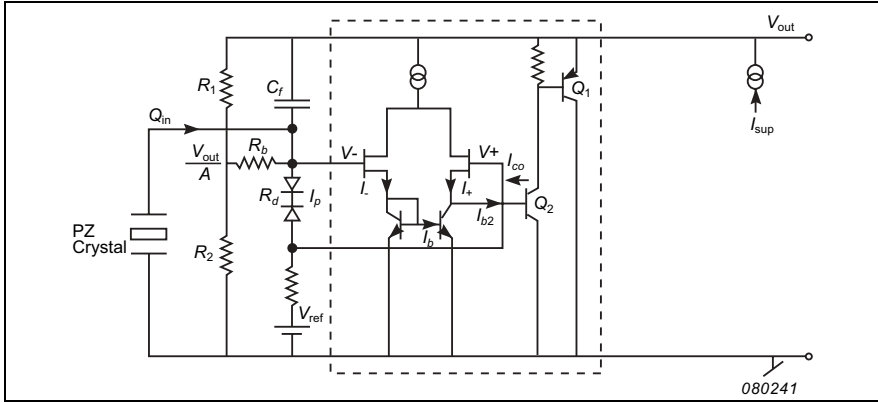 Vout
R1
Cf
Q1
Qin
Isup
Vout
A
Rb
V-
V+
Ico
Rd
Ip
I-
I+
Ib2
Q2
PZ
Crystal
R2
Ib
Vref
080241